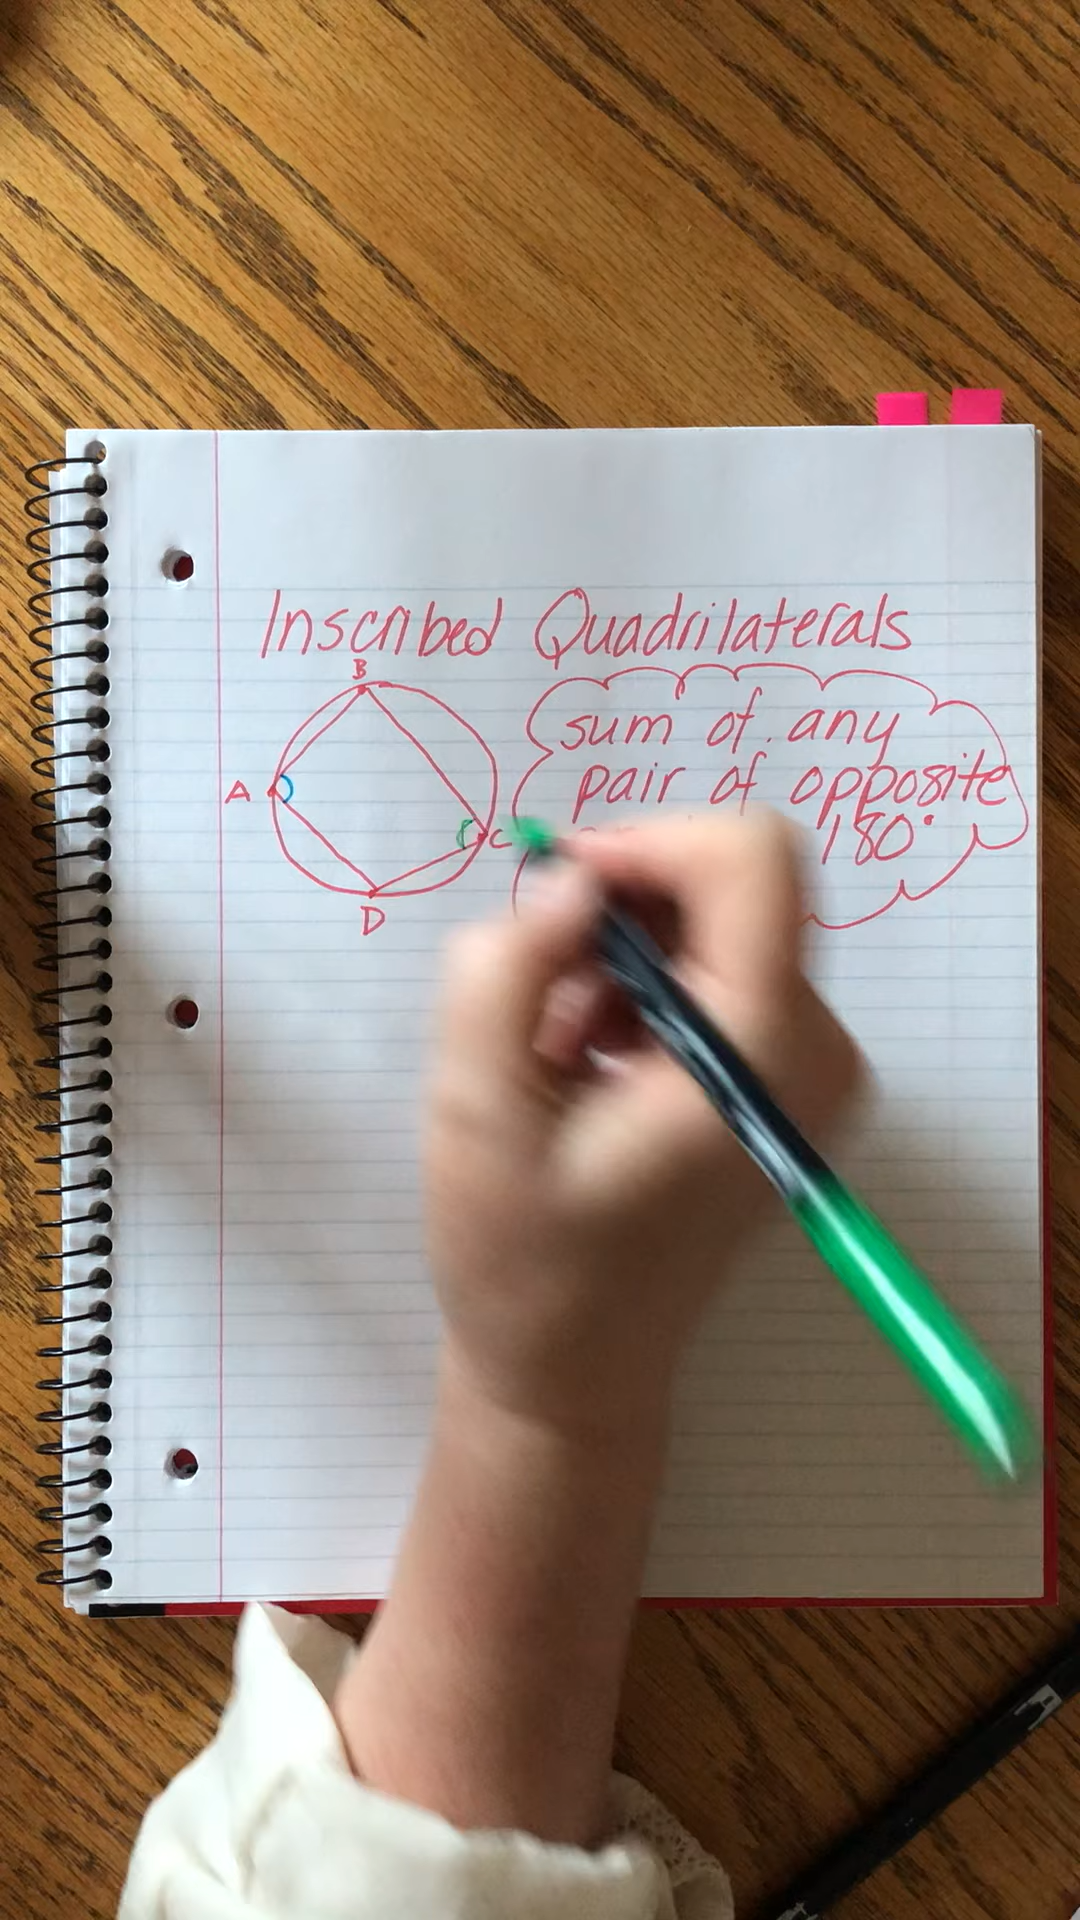 Inscribed Quadrilaterals
B
sum of any
pair of opposite
A
180°
C
D